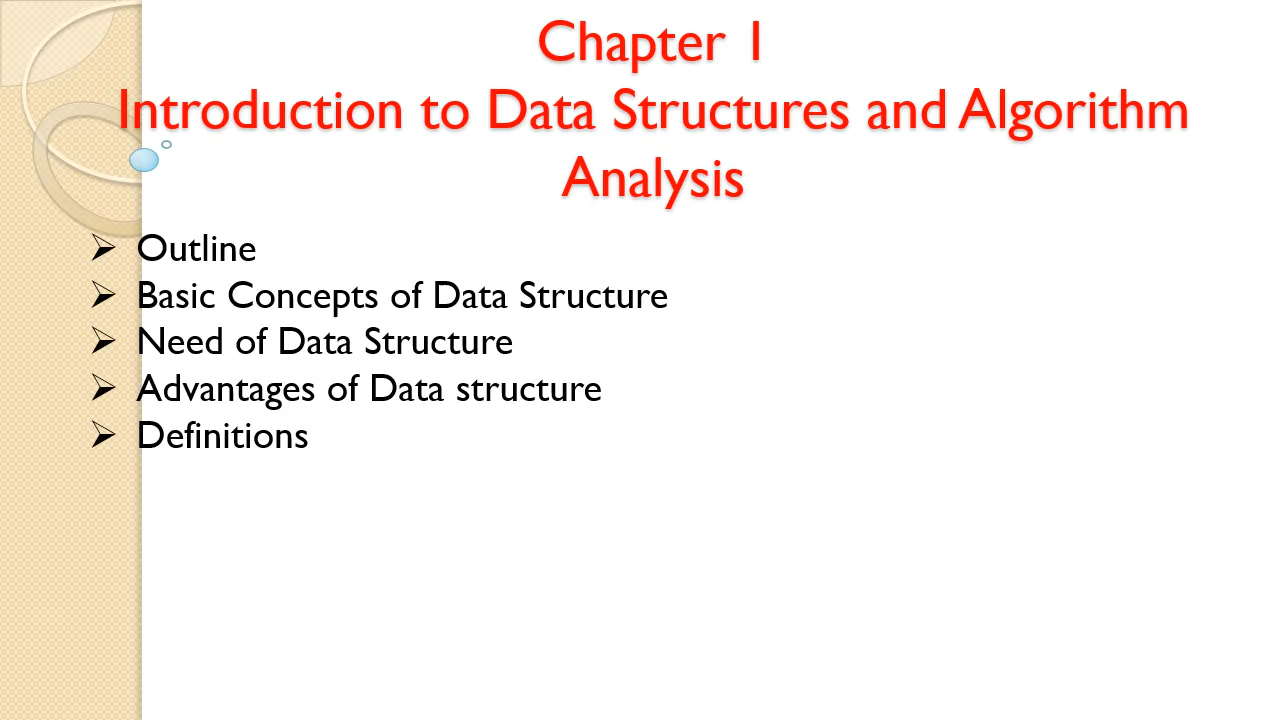 Chapter 1
Introduction to Data Structures and Algorithm
Analysis
➢ Outline
➢ Basic Concepts of Data Structure
➢ Need of Data Structure
➢ Advantages of Data structure
➢ Definitions